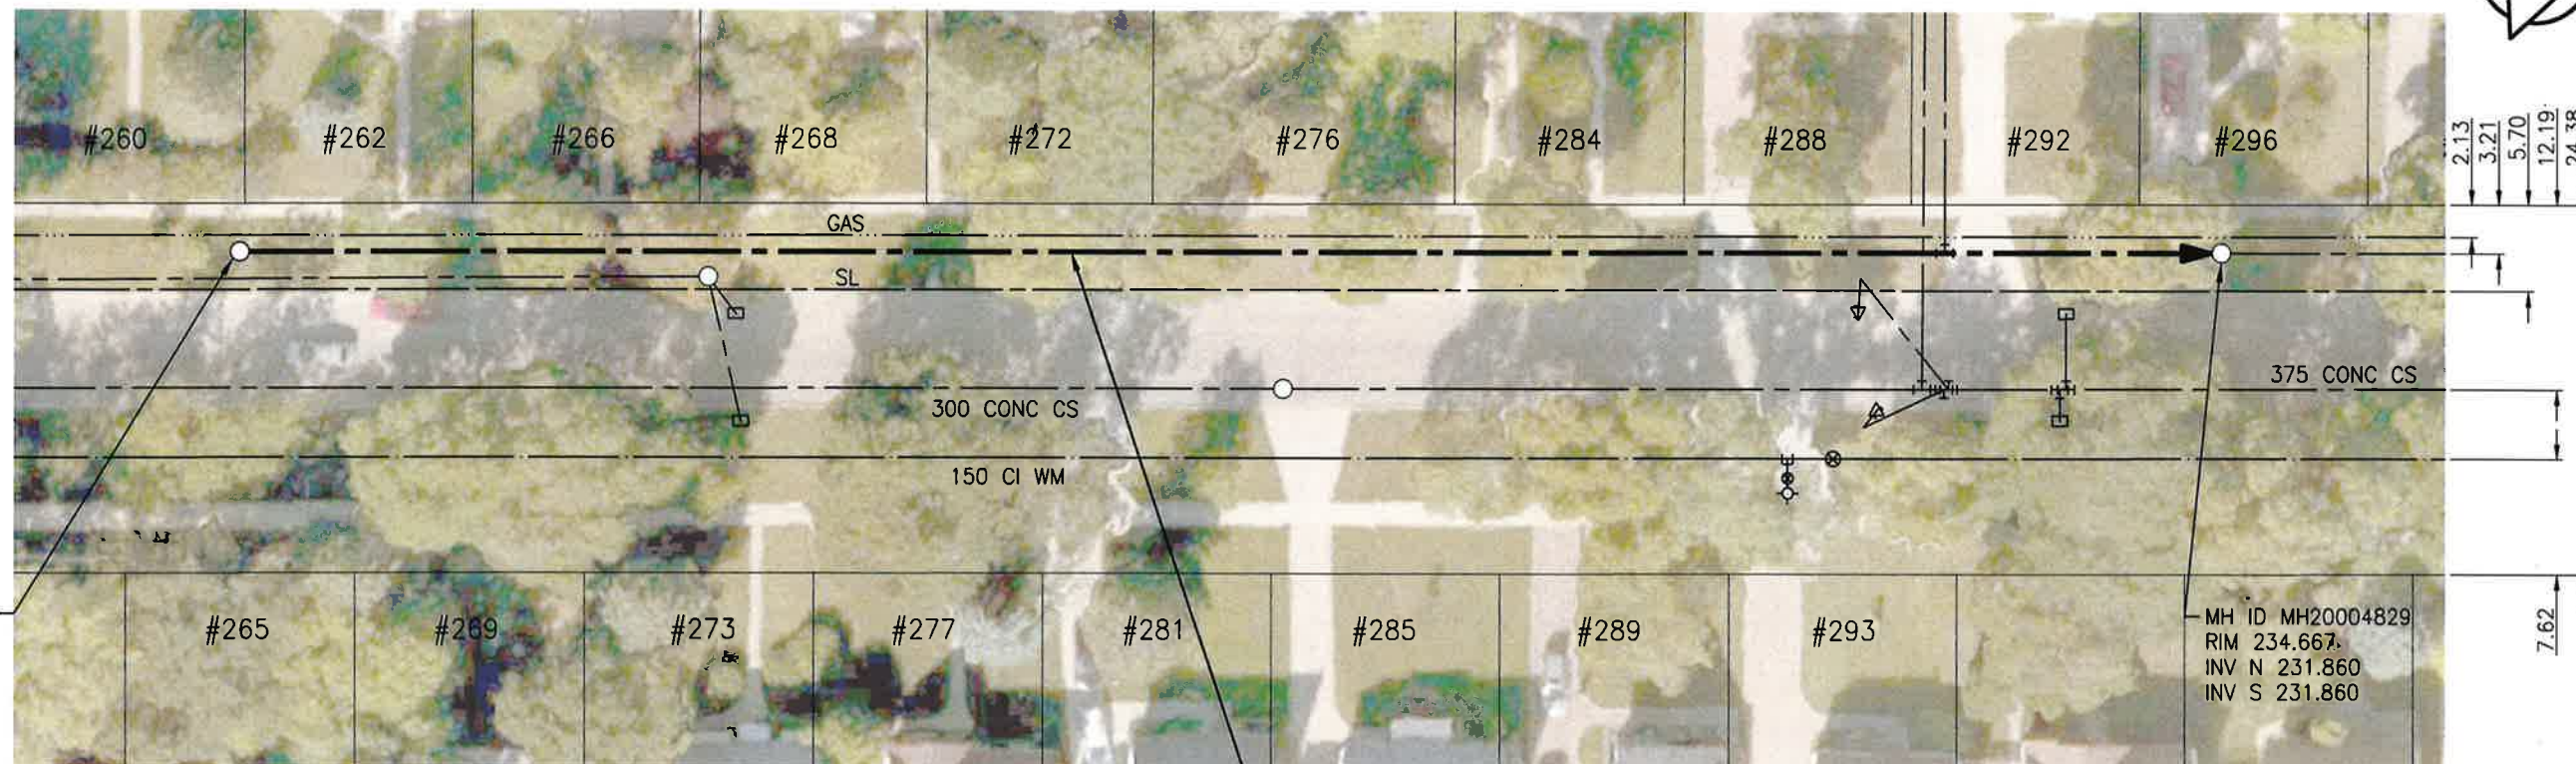 #260
#262
#266
#268
#272
#276
#284
#288
#292
#296
2.13
3.21
5.70
12.19
24.38
GAS
SL
375 CONC CS
300 CONC CS
150 CI WM
#265
#269
#273
#277
#281
#285
#289
#293
MH ID MH20004829
RIM 234.667
INV N 231.860
INV S 231.860
7.62